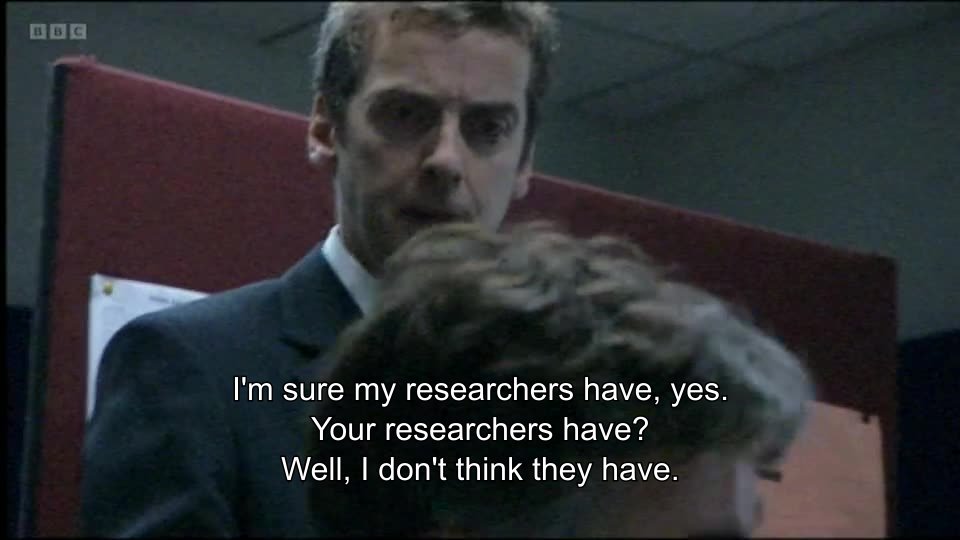 BBC
I'm sure my researchers have, yes.
Your researchers have?
Well, I don't think they have.